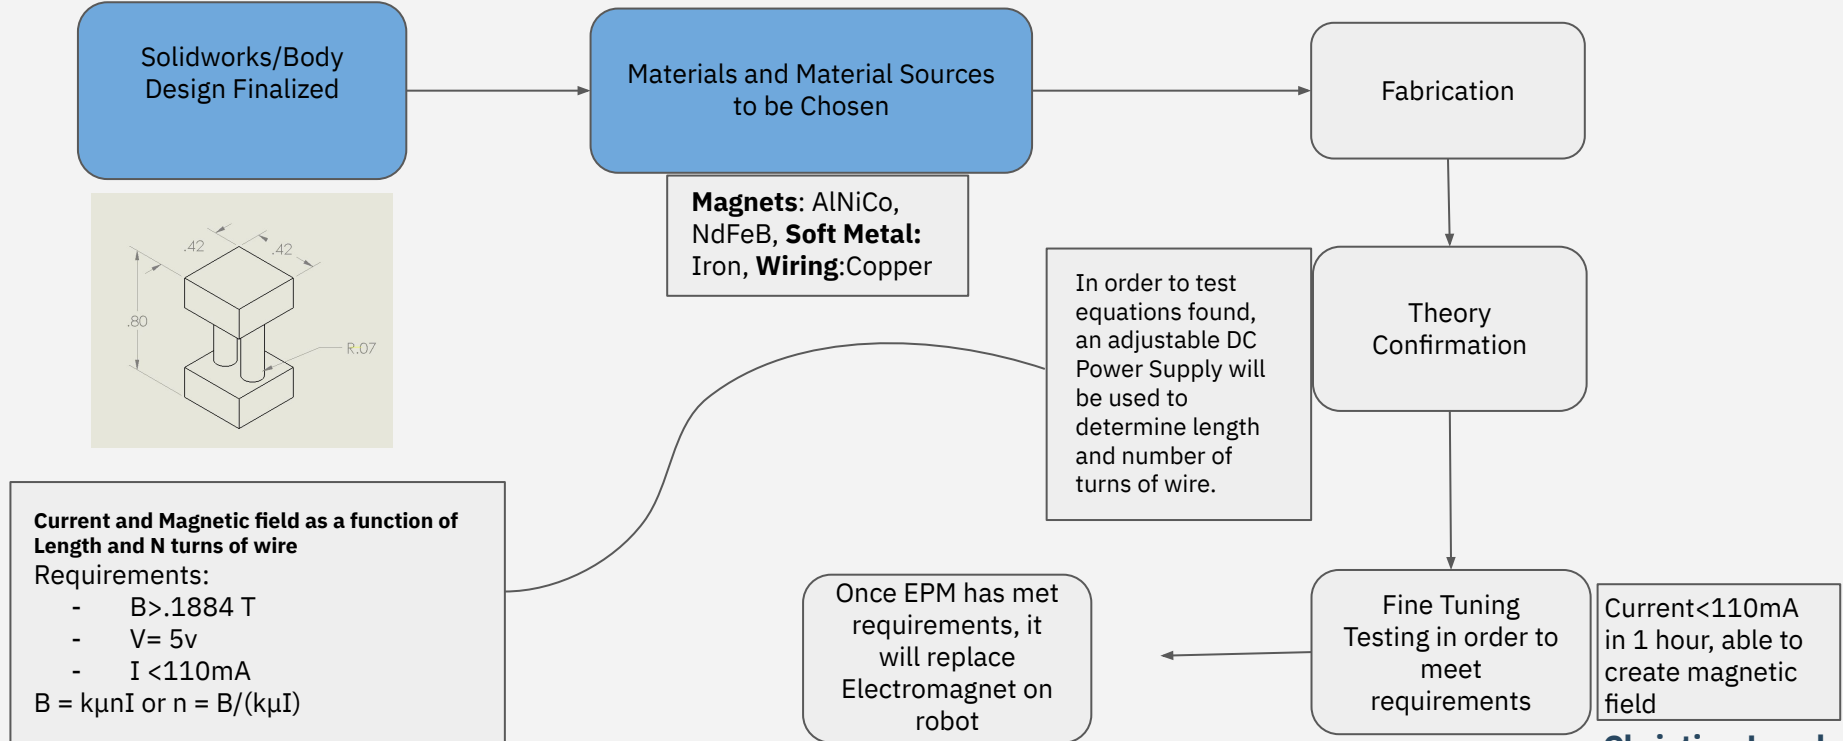 Solidworks/Body
Design Finalized
Materials and Material Sources
to be Chosen
Fabrication
Magnets: AlNiCo,
NdFeB, Soft Metal:
Iron, Wiring:Copper
.42
.42
.80
R.07
In order to test
equations found,
an adjustable DC
Power Supply will
be used to
determine length
and number of
turns of wire.
Theory
Confirmation
Current and Magnetic field as a function of
Length and N turns of wire
Requirements:
- B>.1884 T
- V= 5v
- I <110mA
B = kμnI or n = B/(kμI)
Once EPM has met
requirements, it
will replace
Electromagnet on
robot
Fine Tuning
Testing in order to
meet
requirements
Current<110mA
in 1 hour, able to
create magnetic
field